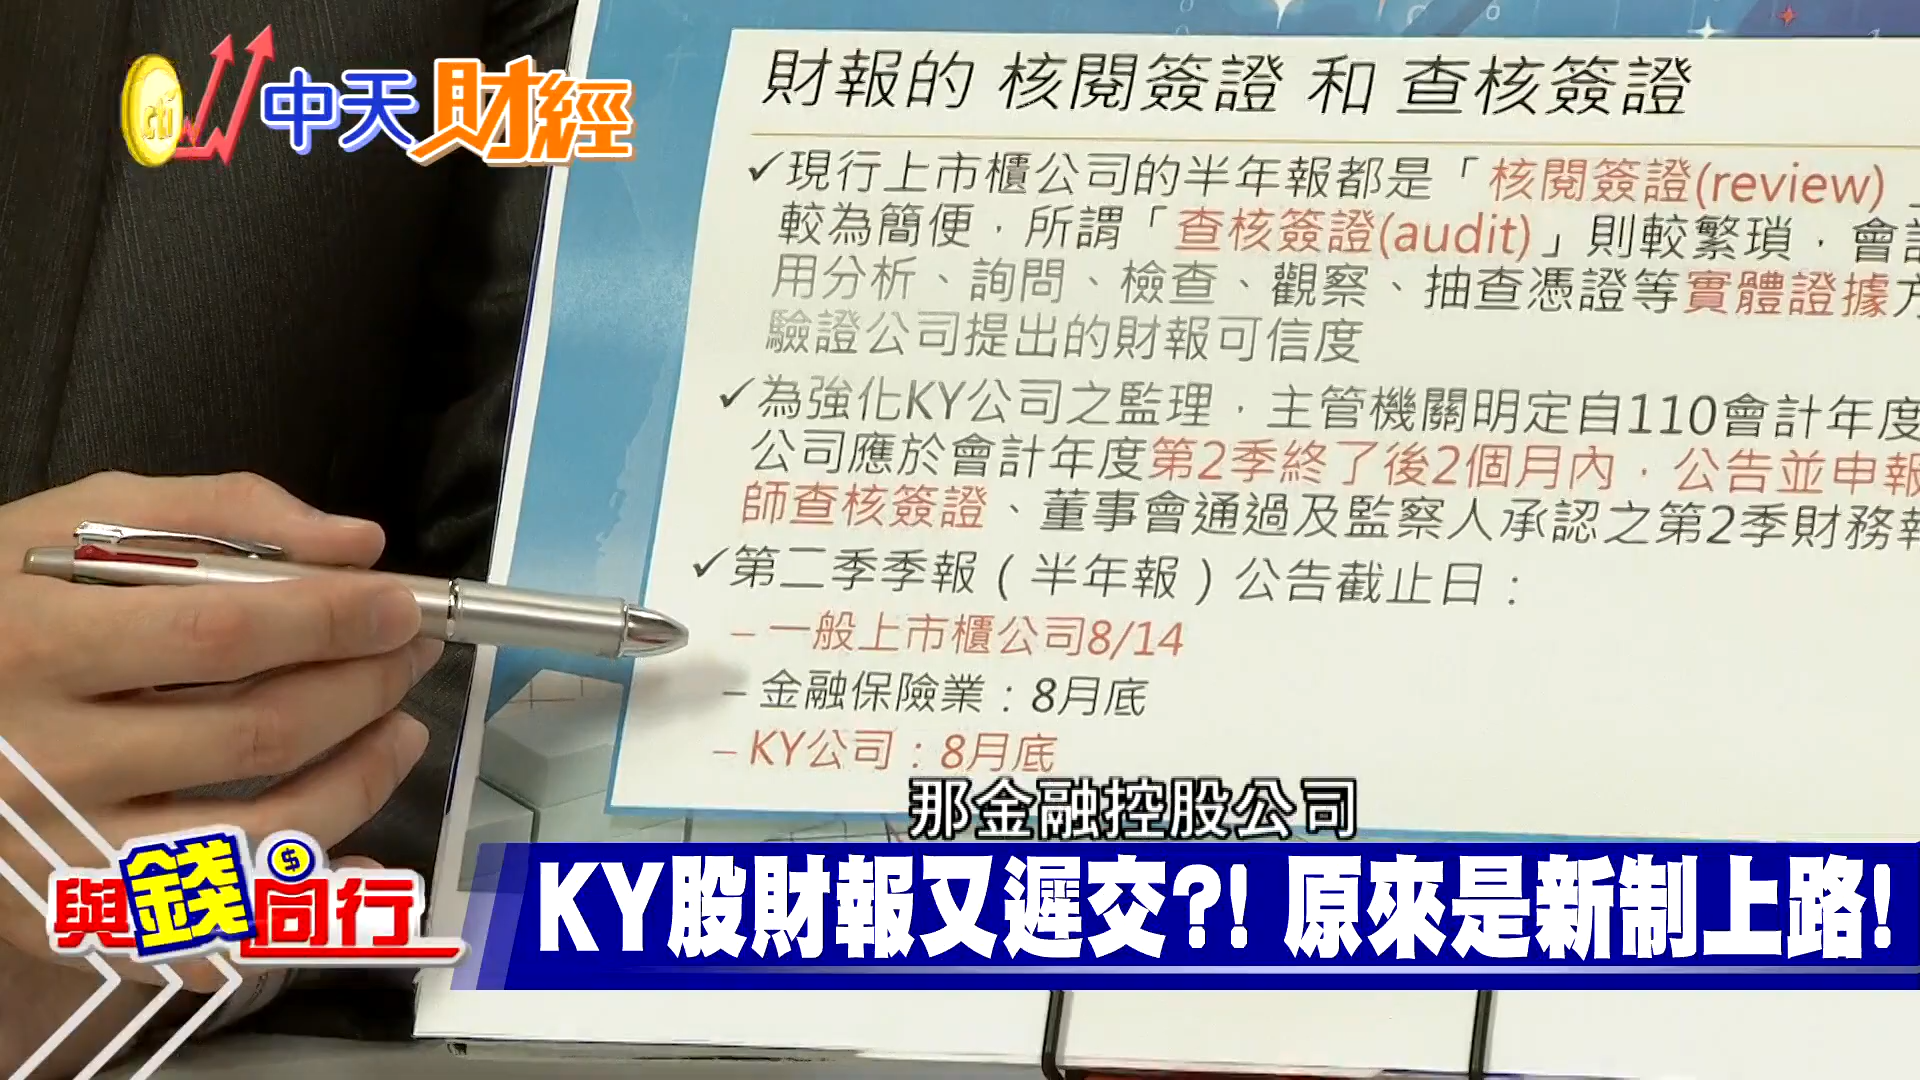 cti
中天財經
財報的 核閱簽證 和 查核簽證
✓現行上市櫃公司的半年報都是「核閱簽證(review)」
較為簡便，所謂「查核簽證(audit)」則較繁瑣，會計
用分析、詢問、檢查、觀察、抽查憑證等實體證據方
驗證公司提出的財報可信度
✓為強化KY公司之監理，主管機關明定自110會計年度
公司應於會計年度第2季終了後2個月內，公告並申報
師查核簽證、董事會通過及監察人承認之第2季財務報
✓第二季季報（半年報）公告截止日：
–一般上市櫃公司8/14
–金融保險業：8月底
–KY公司：8月底
那金融控股公司
與錢同行
KY股財報又遲交?! 原來是新制上路!